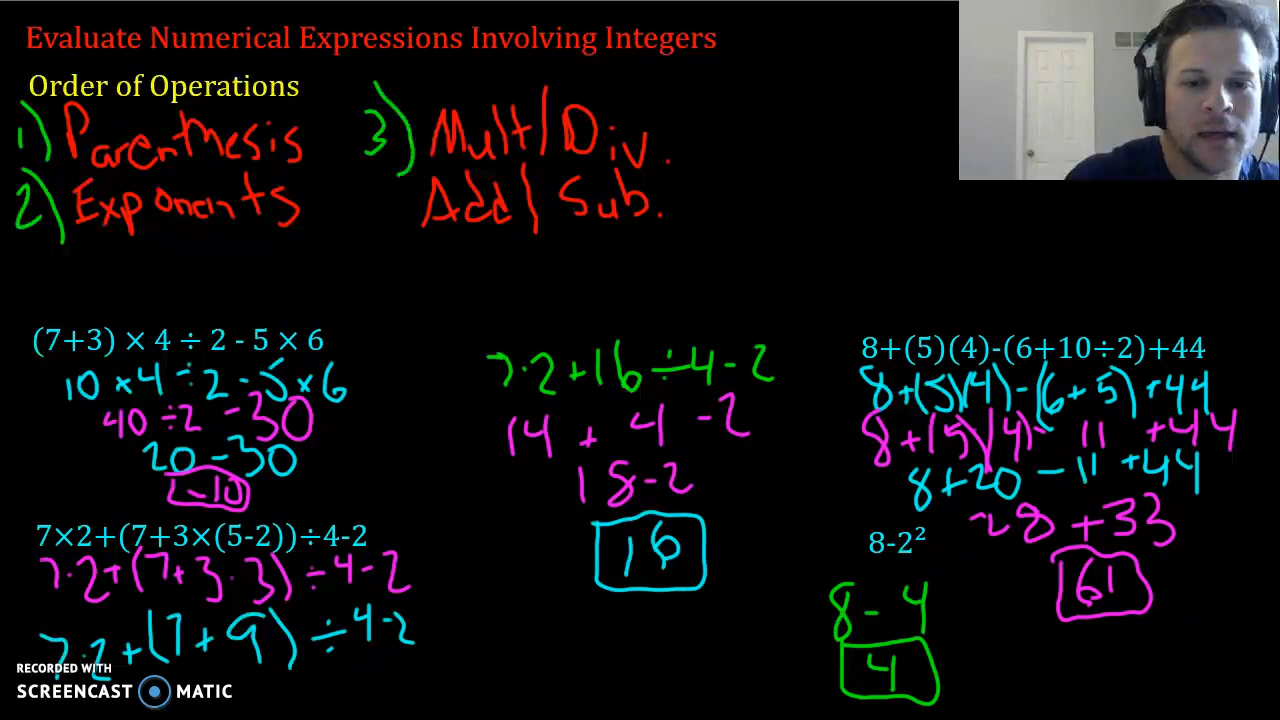 Evaluate Numerical Expressions Involving Integers
Order of Operations
1) Parenthesis
2) Exponents
3) Mult/Div.
Add/Sub.
(7+3) × 4 ÷ 2 - 5 × 6
10 × 4 ÷ 2 - 5 × 6
40 ÷ 2 - 30
20 - 30
-10
7×2+(7+3×(5-2))÷4-2
7·2+(7+3·3)÷4-2
7·2+(7+9)÷4-2
7·2+16÷4-2
14 + 4 - 2
18-2
16
8+(5)(4)-(6+10÷2)+44
8+(5)(4)-(6+5)+44
8+(5)(4)- 11 +44
8+20 - 11 +44
28 +33
61
8-2²
8-4
4
RECORDED WITH
SCREENCAST MATIC